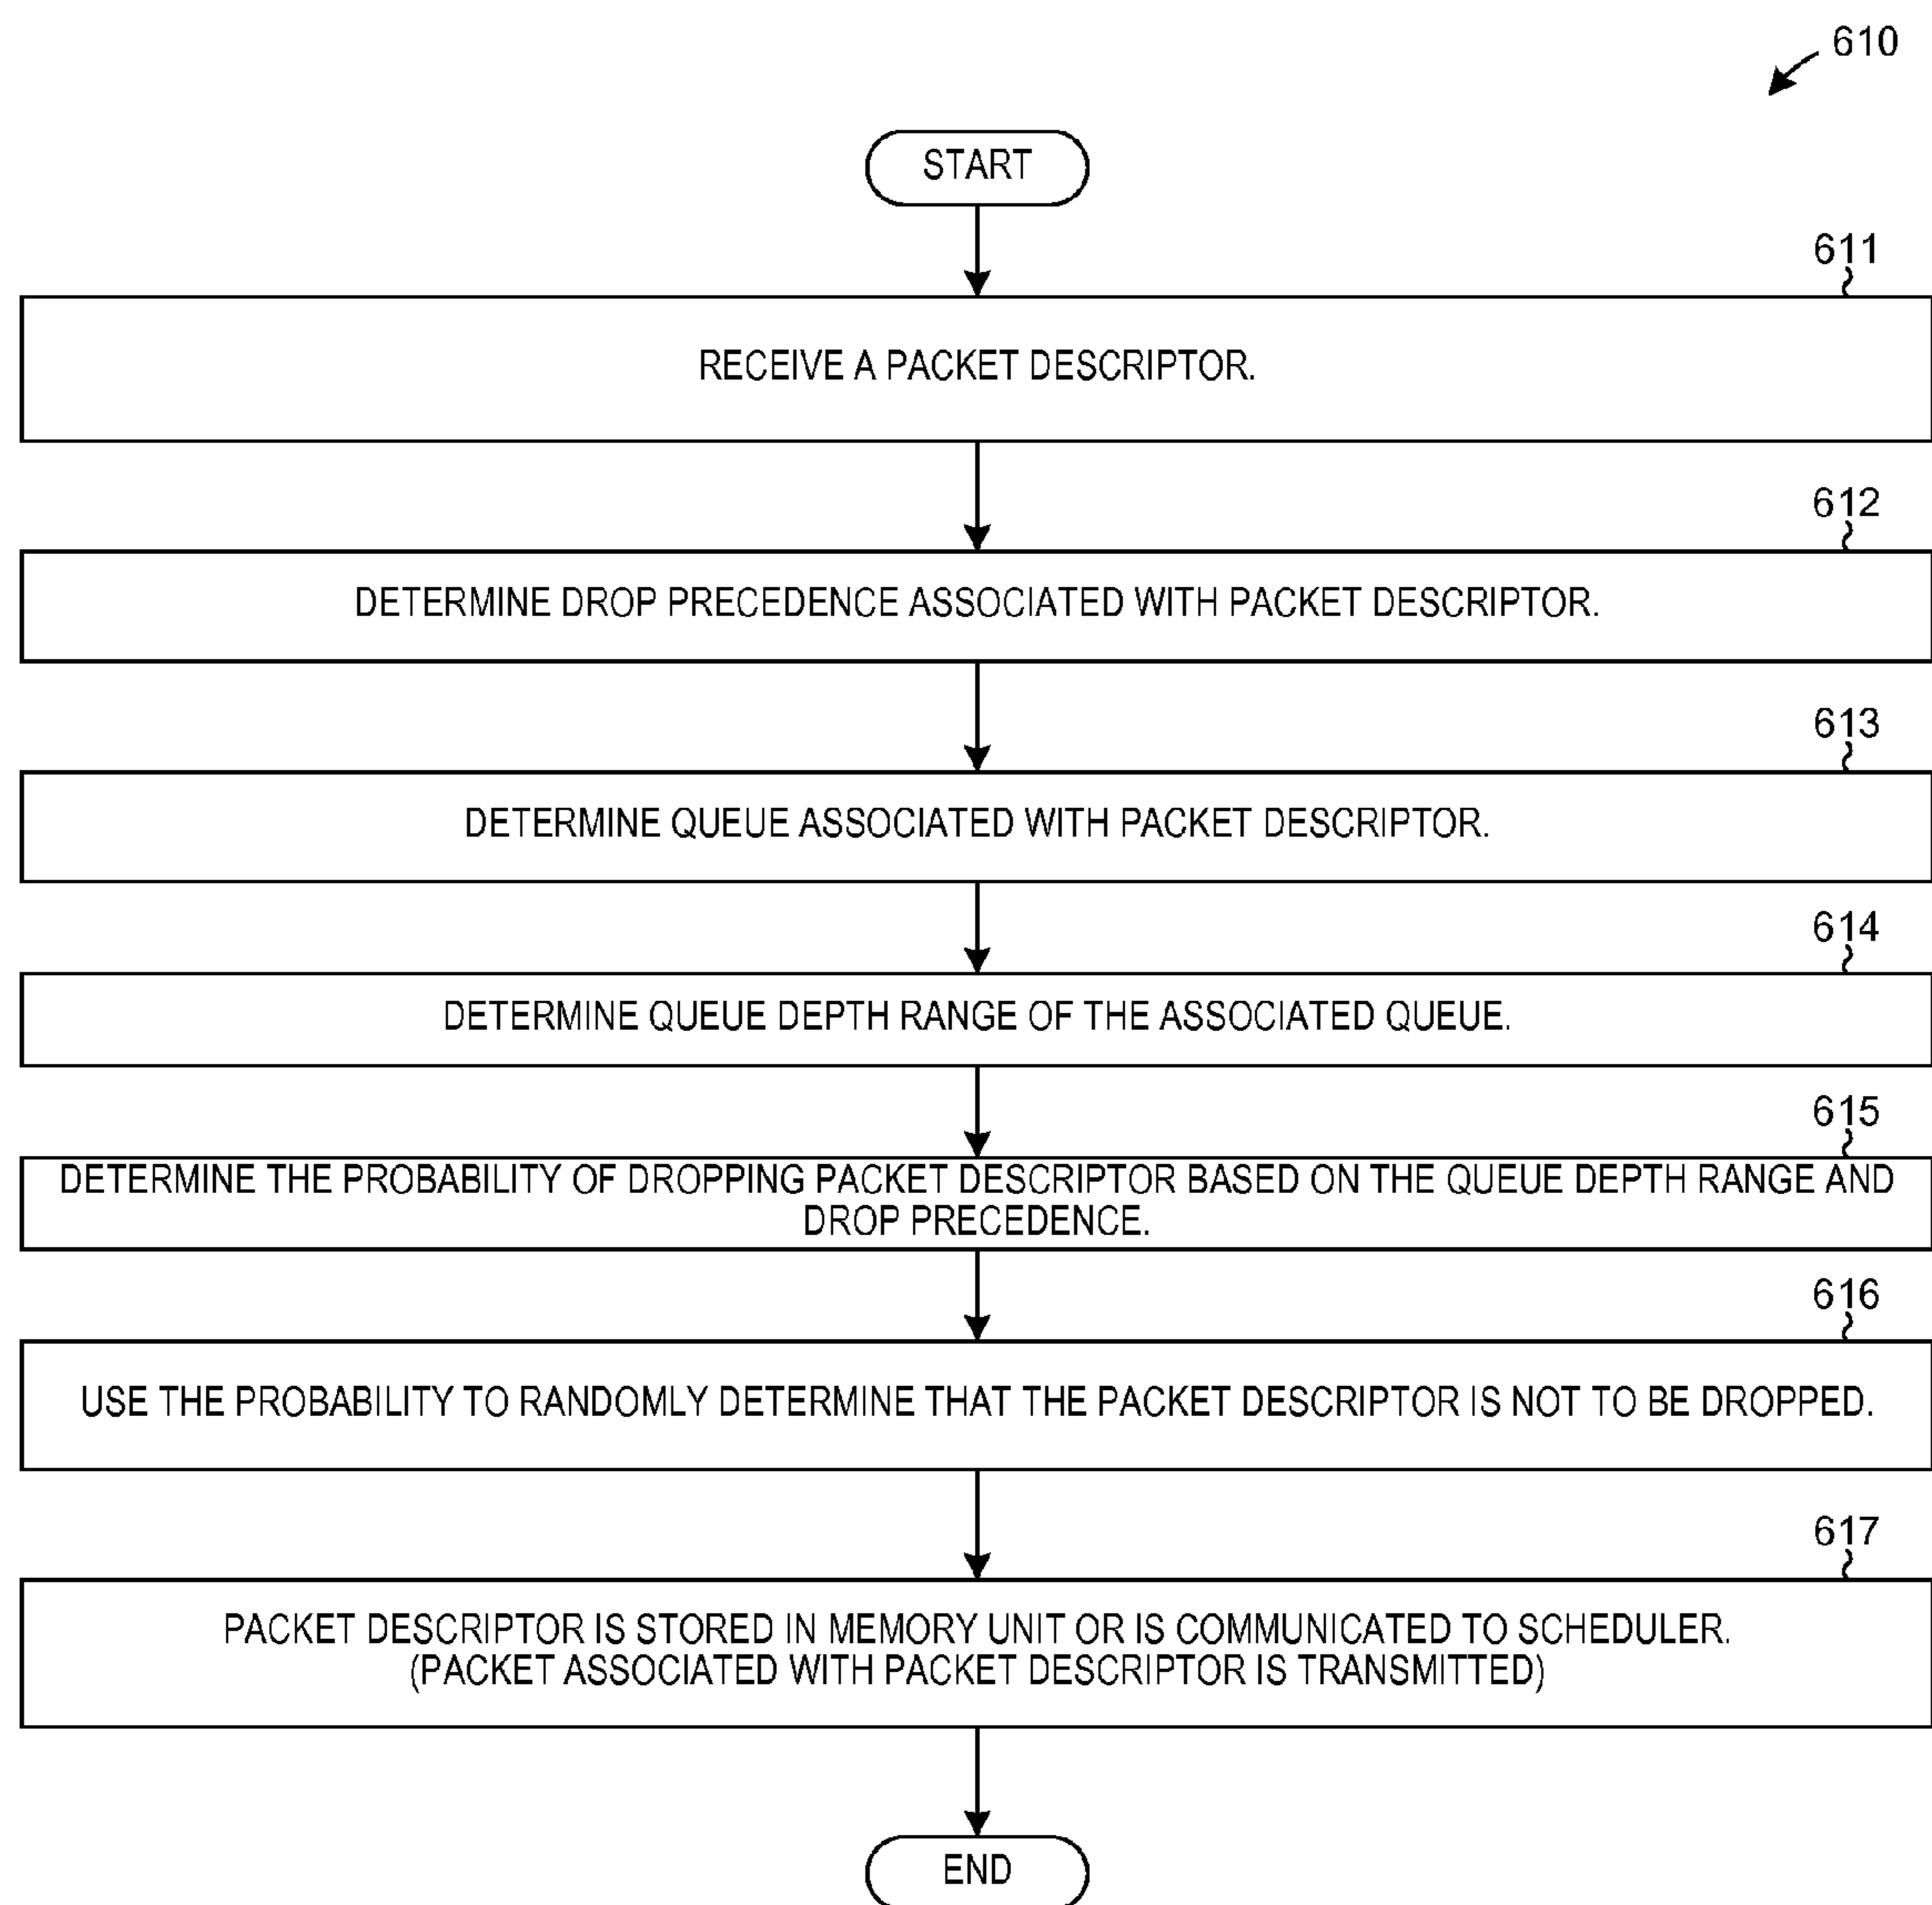 610
START
611
RECEIVE A PACKET DESCRIPTOR.
612
DETERMINE DROP PRECEDENCE ASSOCIATED WITH PACKET DESCRIPTOR.
613
DETERMINE QUEUE ASSOCIATED WITH PACKET DESCRIPTOR.
614
DETERMINE QUEUE DEPTH RANGE OF THE ASSOCIATED QUEUE.
615
DETERMINE THE PROBABILITY OF DROPPING PACKET DESCRIPTOR BASED ON THE QUEUE DEPTH RANGE AND
DROP PRECEDENCE.
616
USE THE PROBABILITY TO RANDOMLY DETERMINE THAT THE PACKET DESCRIPTOR IS NOT TO BE DROPPED.
617
PACKET DESCRIPTOR IS STORED IN MEMORY UNIT OR IS COMMUNICATED TO SCHEDULER.
(PACKET ASSOCIATED WITH PACKET DESCRIPTOR IS TRANSMITTED)
END